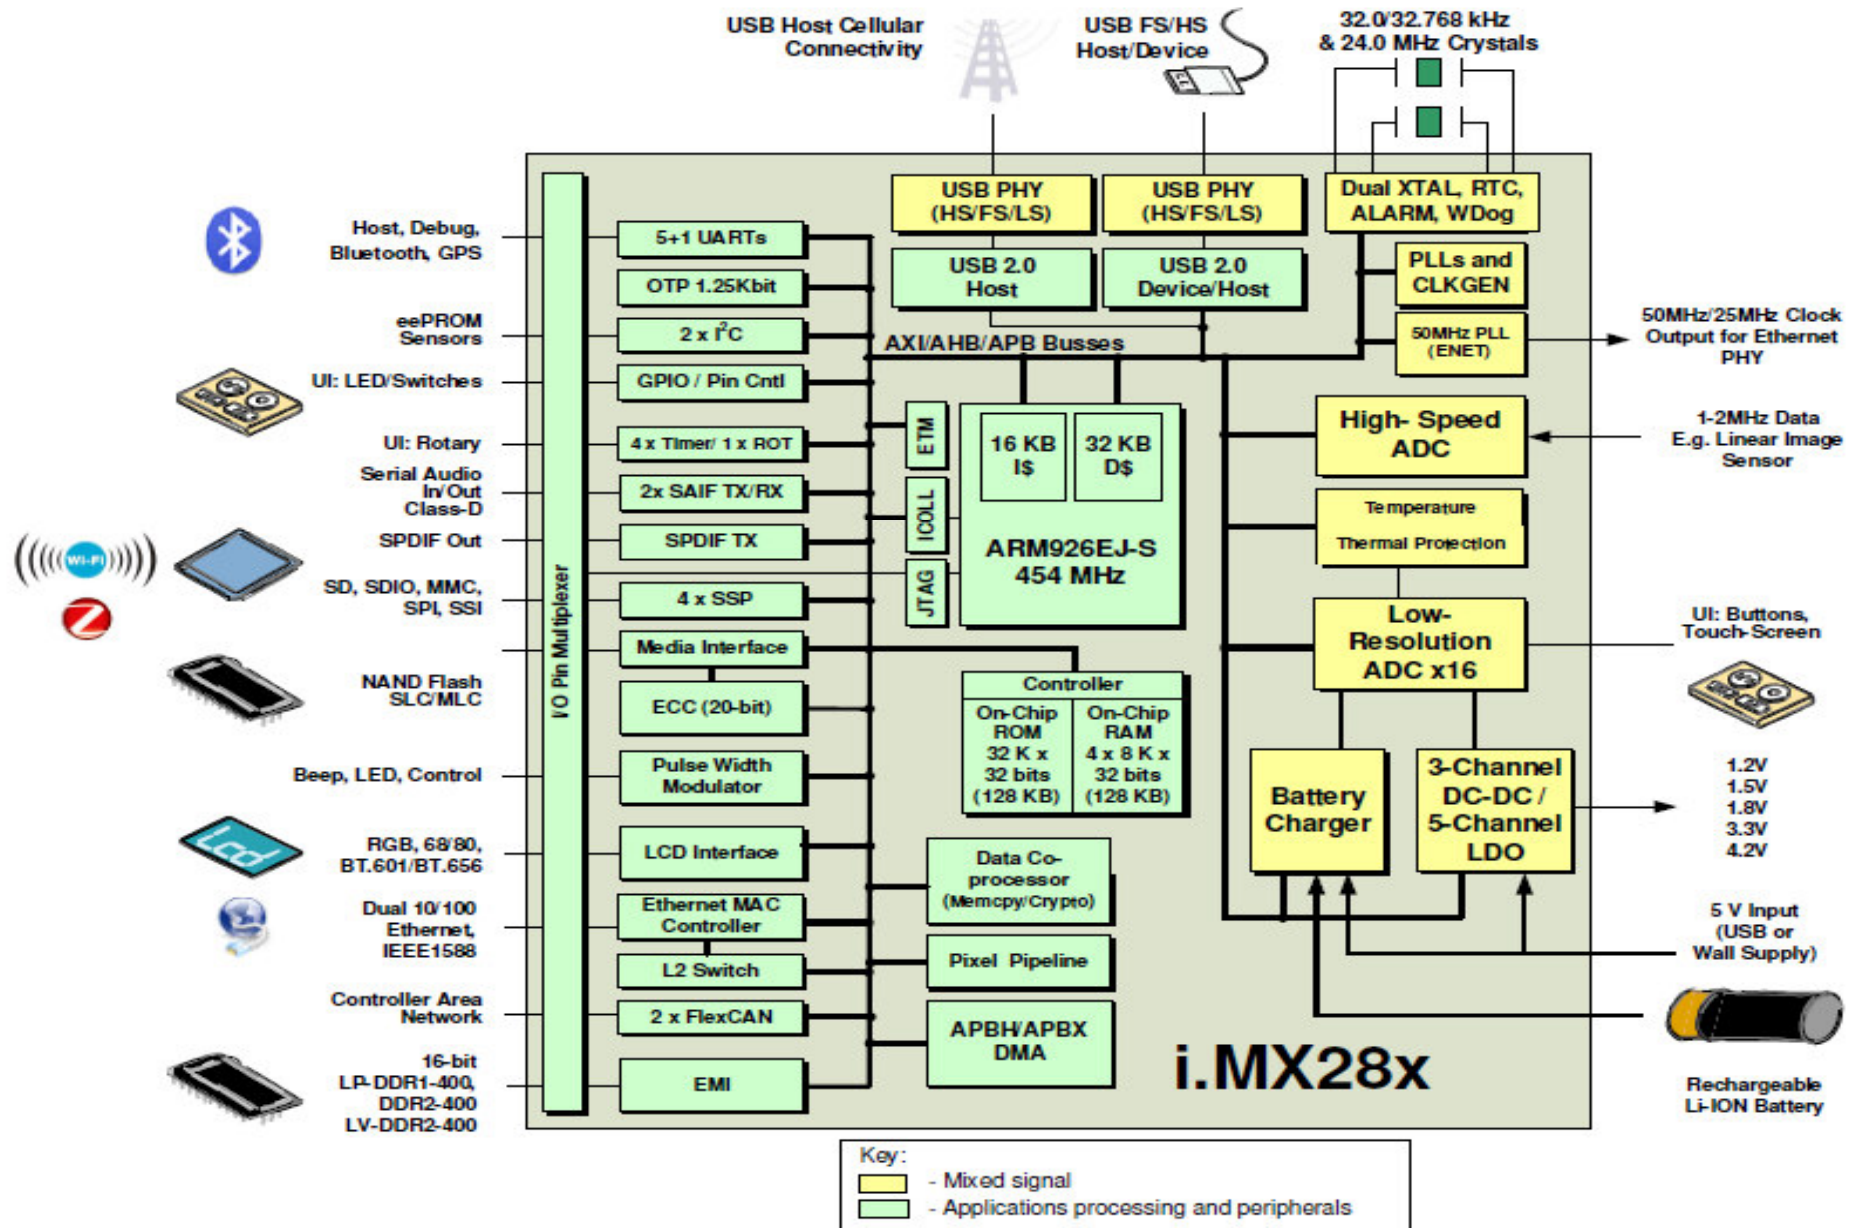 USB Host Cellular
Connectivity
USB FS/HS
Host/Device
32.0/32.768 kHz
& 24.0 MHz Crystals
Host, Debug,
Bluetooth, GPS
eePROM
Sensors
UI: LED/Switches
UI: Rotary
Serial Audio
In/Out
Class-D
SPDIF Out
WI-FI
SD, SDIO, MMC,
SPI, SSI
NAND Flash
SLC/MLC
Beep, LED, Control
lcd
RGB, 68/80,
BT.601/BT.656
Dual 10/100
Ethernet,
IEEE1588
Controller Area
Network
16-bit
LP-DDR1-400,
DDR2-400
LV-DDR2-400
I/O Pin Multiplexer
5+1 UARTs
OTP 1.25Kbit
2 x I²C
GPIO / Pin Cntl
4 x Timer/ 1 x ROT
2x SAIF TX/RX
SPDIF TX
4 x SSP
Media Interface
ECC (20-bit)
Pulse Width
Modulator
LCD Interface
Ethernet MAC
Controller
L2 Switch
2 x FlexCAN
EMI
USB PHY
(HS/FS/LS)
USB PHY
(HS/FS/LS)
USB 2.0
Host
USB 2.0
Device/Host
AXI/AHB/APB Busses
ETM
ICOLL
JTAG
16 KB
I$
32 KB
D$
ARM926EJ-S
454 MHz
Controller
On-Chip
ROM
32 K x
32 bits
(128 KB)
On-Chip
RAM
4 x 8 K x
32 bits
(128 KB)
Data Co-
processor
(Memcpy/Crypto)
Pixel Pipeline
APBH/APBX
DMA
Dual XTAL, RTC,
ALARM, WDog
PLLs and
CLKGEN
50MHz PLL
(ENET)
High- Speed
ADC
Temperature
Thermal Protection
Low-
Resolution
ADC x16
Battery
Charger
3-Channel
DC-DC /
5-Channel
LDO
i.MX28x
50MHz/25MHz Clock
Output for Ethernet
PHY
1-2MHz Data
E.g. Linear Image
Sensor
UI: Buttons,
Touch-Screen
1.2V
1.5V
1.8V
3.3V
4.2V
5 V Input
(USB or
Wall Supply)
Rechargeable
Li-ION Battery
Key:
- Mixed signal
- Applications processing and peripherals